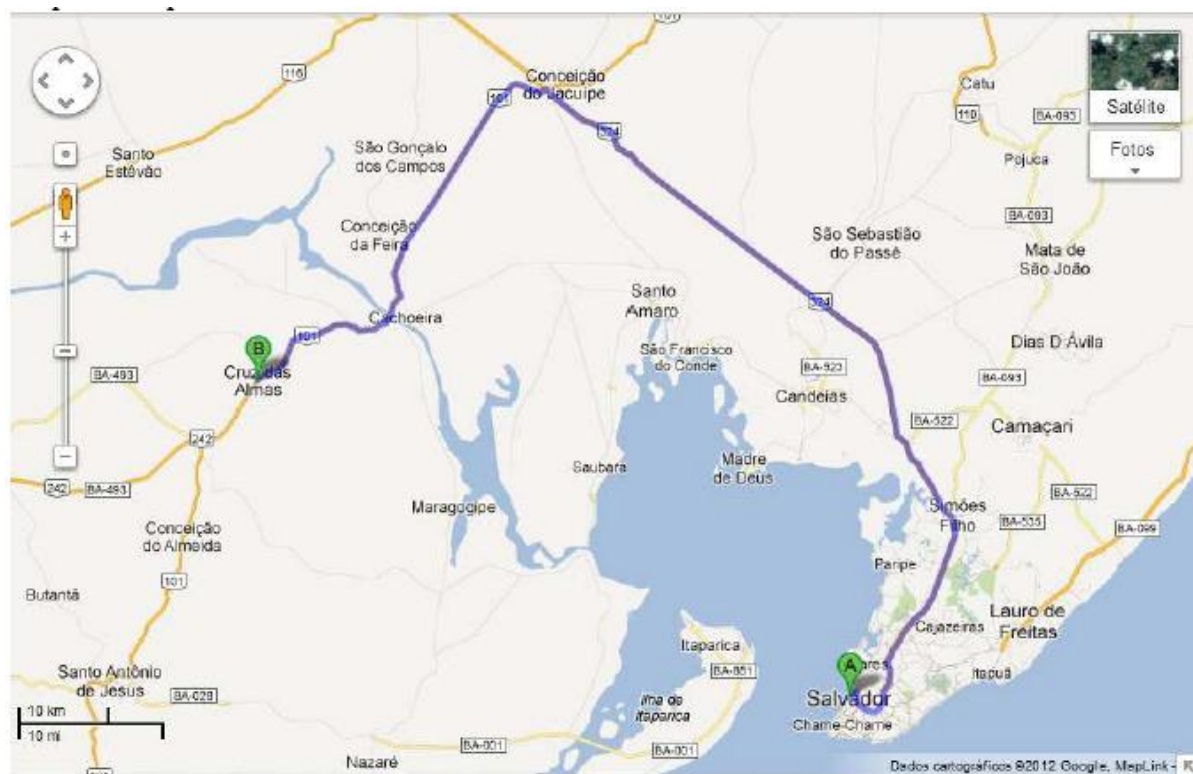 116
101
Conceição
do Jacuípe
101
324
Catu
110
Satélite
BA-093
Fotos
Pojuca
Santo
Estêvão
São Gonçalo
dos Campos
BA-093
Conceição
da Feira
São Sebastião
do Passé
Mata de
São João
Santo
Amaro
324
Cachoeira
101
B
Cruz das
Almas
BA-493
São Francisco
do Conde
Dias D'Ávila
BA-523
BA-093
Candeias
BA-522
Camaçari
242
242
BA-493
Saubara
Madre
de Deus
BA-522
Maragogipe
Simões
Filho
BA-535
BA-099
Conceição
do Almeida
101
Paripe
Butantã
Lauro de
Freitas
Cajazeiras
Itaparica
Itapuã
A
Santo Antônio
de Jesus
BA-028
BA-881
Salvador
Ilha de
Itaparica
Chame-Chame
10 km
10 mi
BA-001
BA-001
Nazaré
Dados cartográficos ©2012 Google, MapLink -